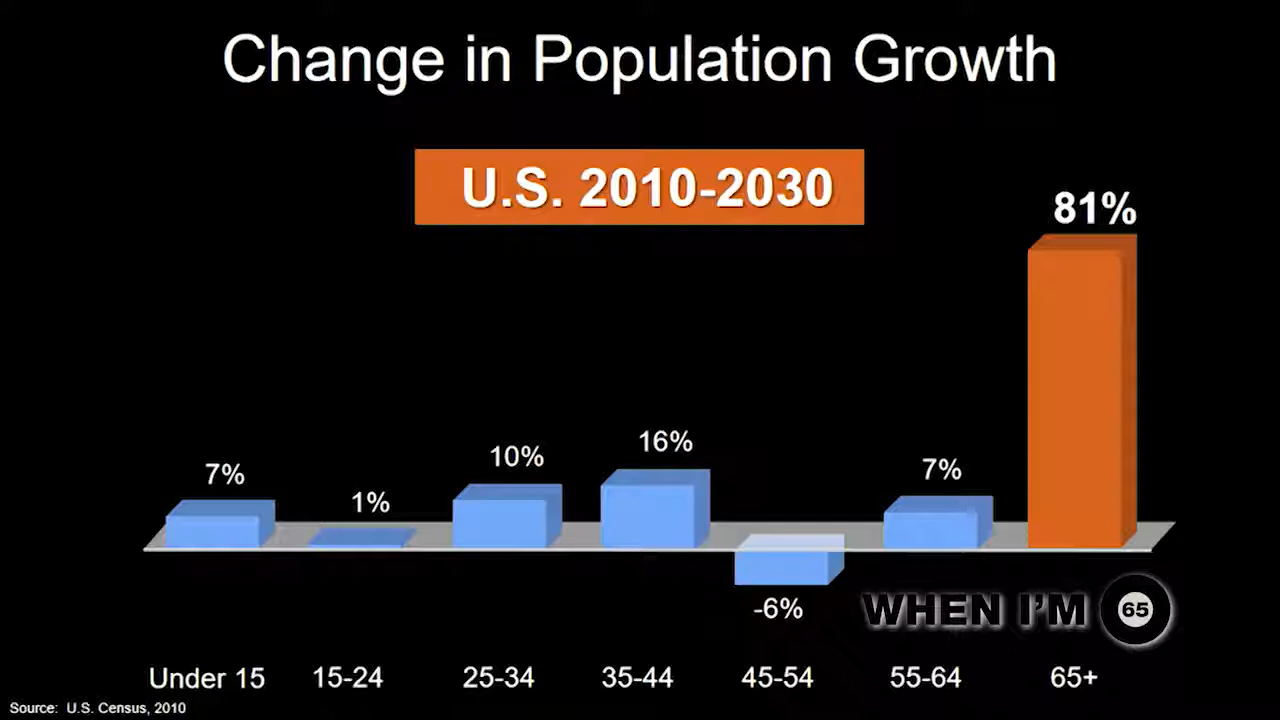 Change in Population Growth
U.S. 2010-2030
81%
16%
10%
7%
7%
1%
-6%
WHEN I'M 65
Under 15 15-24 25-34 35-44 45-54 55-64 65+
Source: U.S. Census, 2010